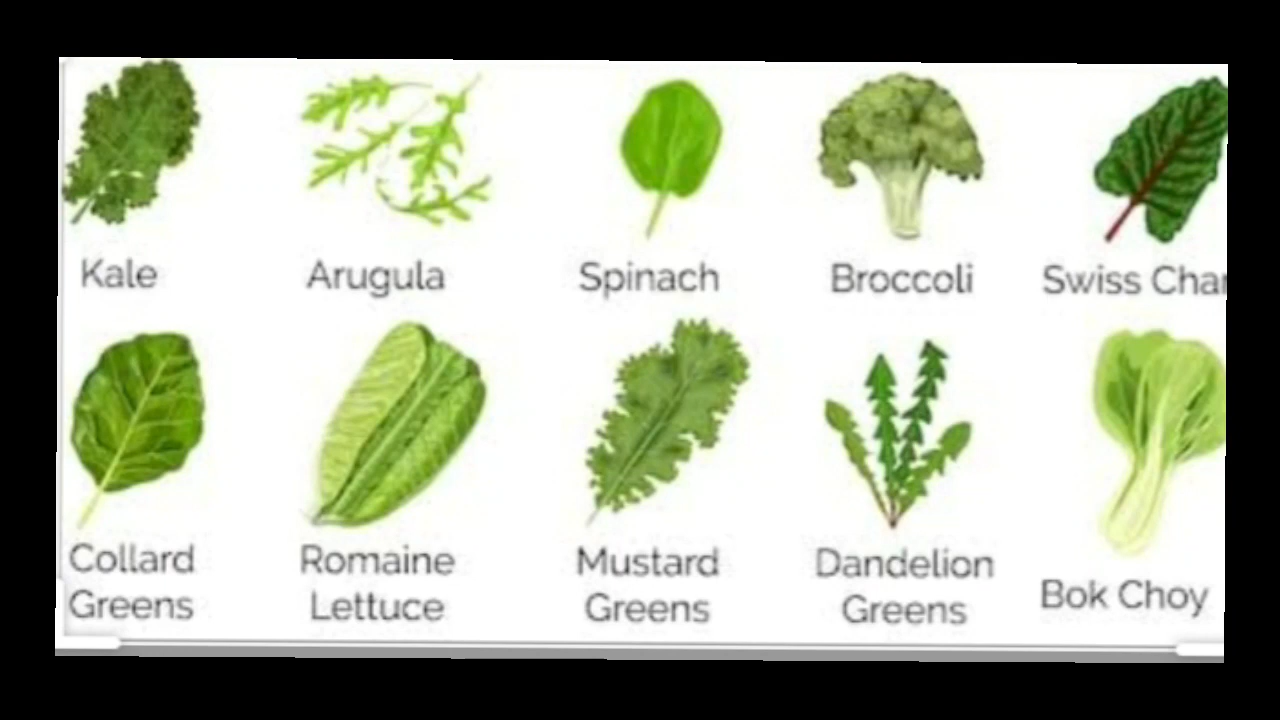 Kale Arugula Spinach Broccoli Swiss Char
Collard Romaine Mustard Dandelion
Greens Lettuce Greens Greens Bok Choy